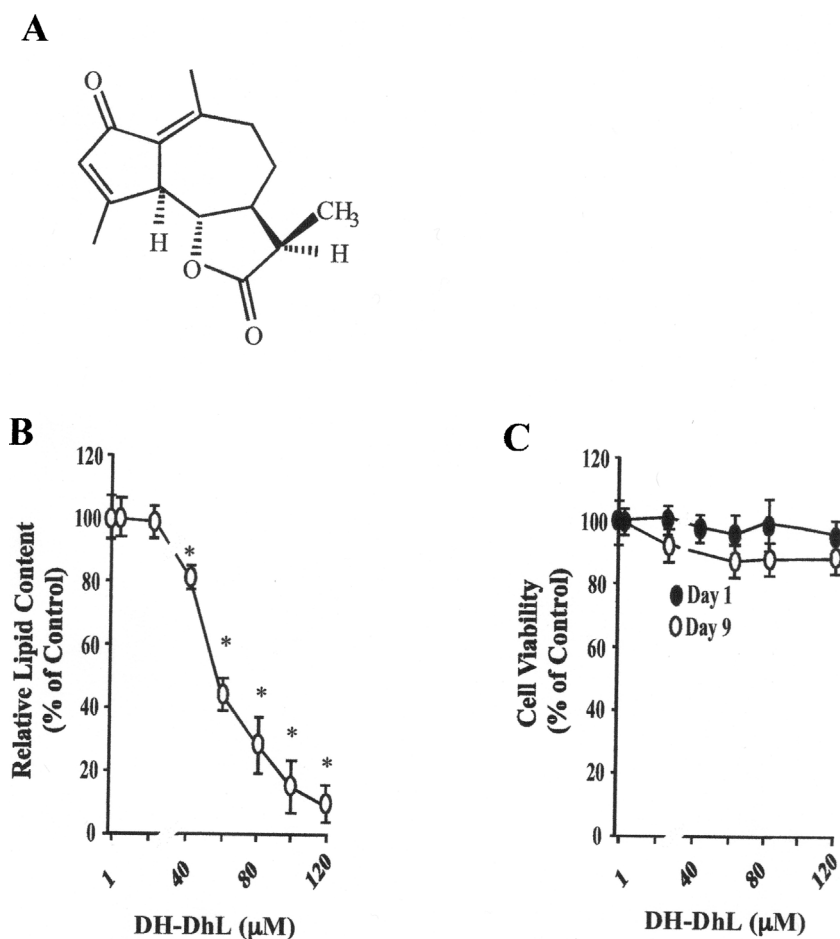 A
O
CH3
H
H
O
O
B
120
100
80
60
40
20
0
Relative Lipid Content
(% of Control)
*
*
*
*
*
1
40
80
120
DH-DhL (μM)
C
120
100
80
60
40
20
0
Cell Viability
(% of Control)
Day 1
Day 9
1
40
80
120
DH-DhL (μM)